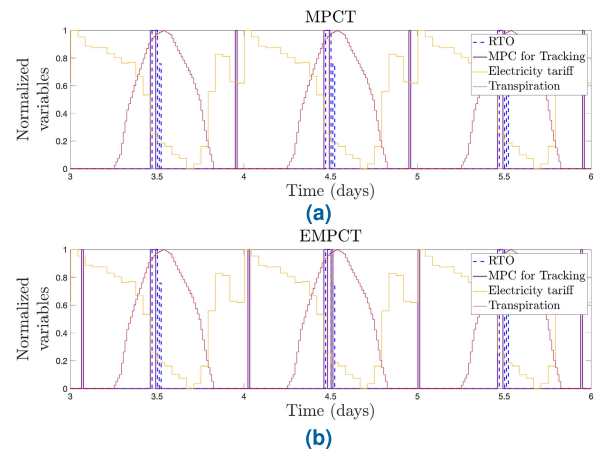 MPCT
Normalized
variables
1
0.8
0.6
0.4
0.2
0
RTO
MPC for Tracking
Electricity tariff
Transpiration
3
3.5
4
4.5
5
5.5
6
Time (days)
(a)
EMPCT
Normalized
variables
1
0.8
0.6
0.4
0.2
0
RTO
MPC for Tracking
Electricity tariff
Transpiration
3
3.5
4
4.5
5
5.5
6
Time (days)
(b)